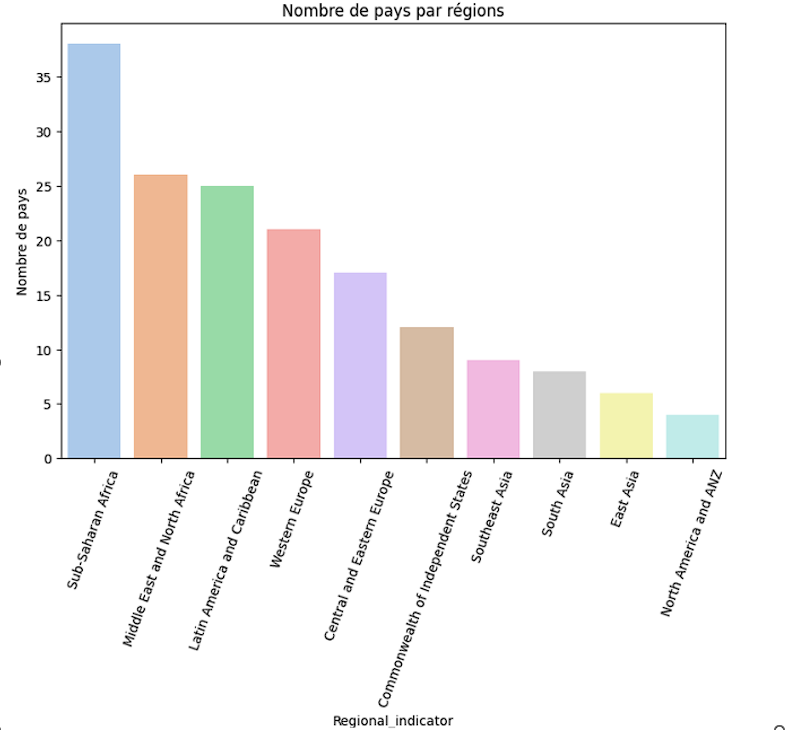 Nombre de pays par régions
Nombre de pays
35
30
25
20
15
10
5
0
Sub-Saharan Africa
Middle East and North Africa
Latin America and Caribbean
Western Europe
Central and Eastern Europe
Commonwealth of Independent States
Southeast Asia
South Asia
East Asia
North America and ANZ
Regional_indicator